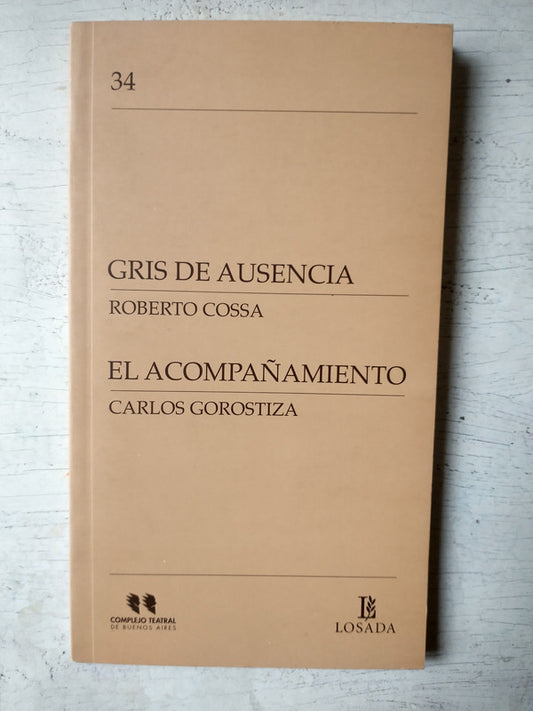 34
GRIS DE AUSENCIA
ROBERTO COSSA
EL ACOMPAÑAMIENTO
CARLOS GOROSTIZA
COMPLEJO TEATRAL
DE BUENOS AIRES
LOSADA